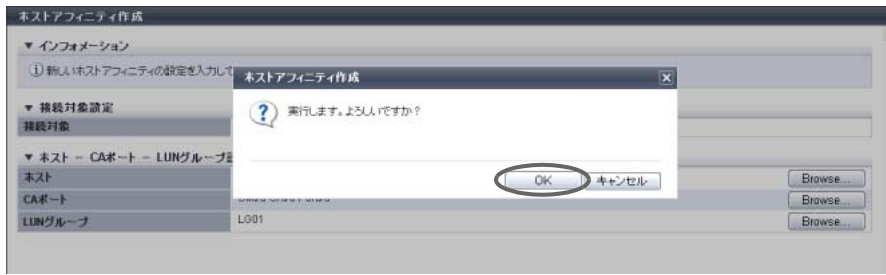 ホストアフィニティ作成
▼ インフォメーション
新しいホストアフィニティの設定を入力して
ホストアフィニティ作成
実行します。よろしいですか?
OK キャンセル
▼ 接続対象設定
接続対象
▼ ホスト - CAポート - LUNグループ
ホスト Browse...
CAポート Browse...
LUNグループ LG01 Browse...